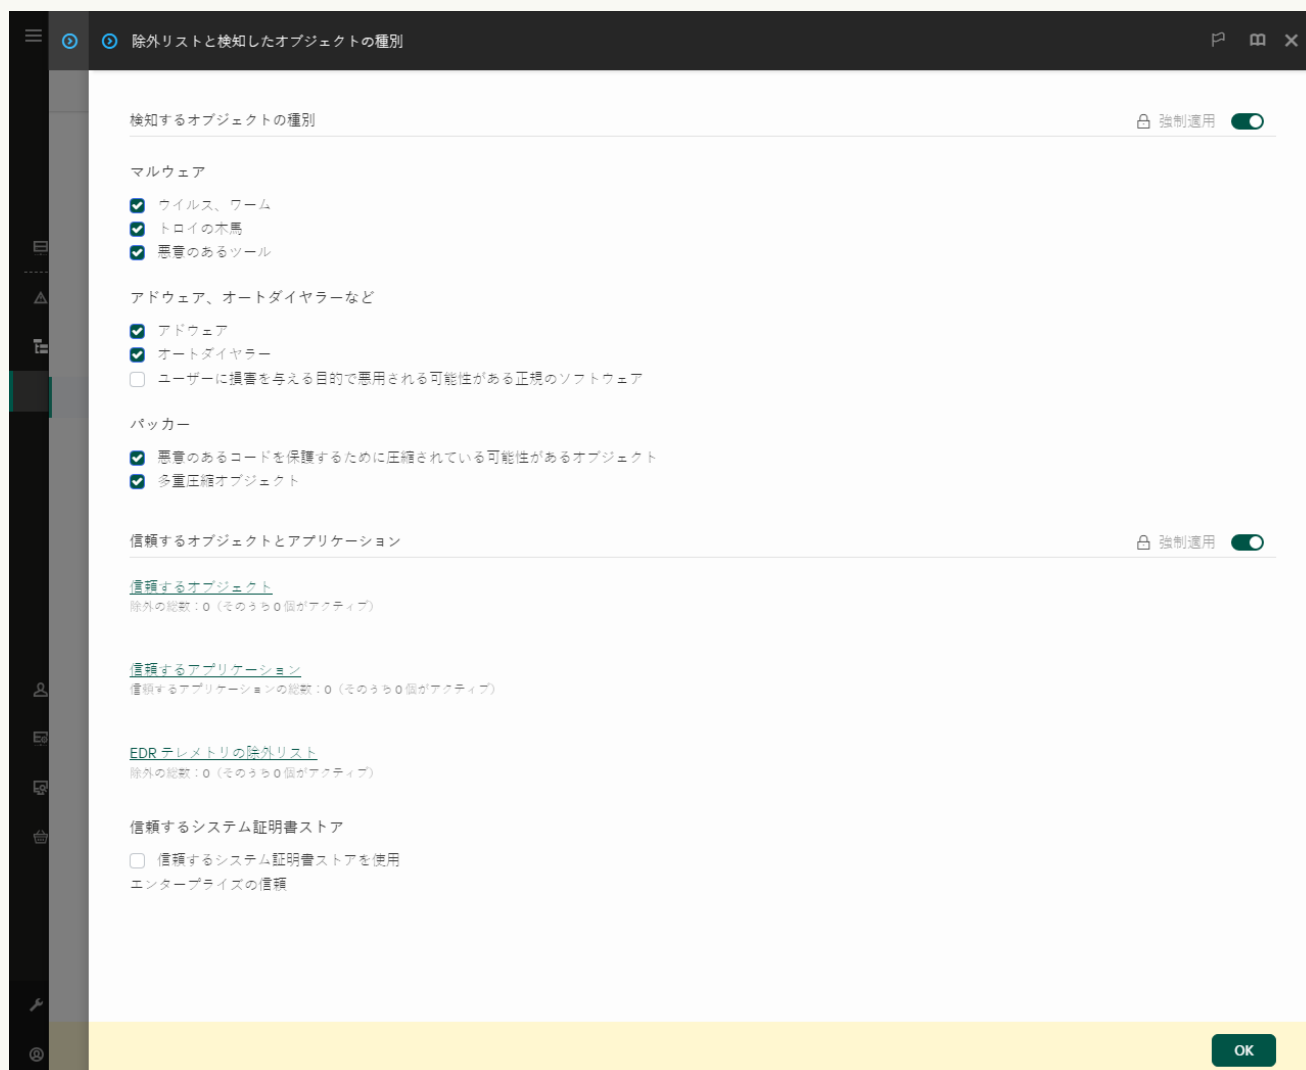 除外リストと検知したオブジェクトの種別
検知するオブジェクトの種別
強制適用
マルウェア
ウイルス、ワーム
トロイの木馬
悪意のあるツール
アドウェア、オートダイヤラーなど
アドウェア
オートダイヤラー
ユーザーに損害を与える目的で悪用される可能性がある正規のソフトウェア
パッカー
悪意のあるコードを保護するために圧縮されている可能性があるオブジェクト
多重圧縮オブジェクト
信頼するオブジェクトとアプリケーション
強制適用
信頼するオブジェクト
除外の総数：0（そのうち0個がアクティブ）
信頼するアプリケーション
信頼するアプリケーションの総数：0（そのうち0個がアクティブ）
EDR テレメトリの除外リスト
除外の総数：0（そのうち0個がアクティブ）
信頼するシステム証明書ストア
信頼するシステム証明書ストアを使用
エンタープライズの信頼
OK